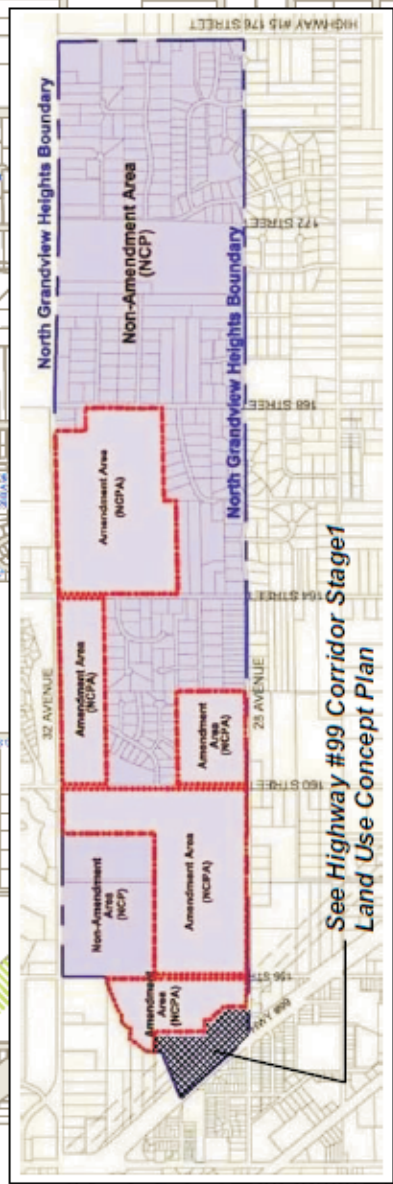 HIGHWAY #15 176 STREET
North Grandview Heights Boundary
Non-Amendment Area
(NCP)
172 STREET
North Grandview Heights Boundary
168 STREET
Amendment Area
(NCPA)
164 STREET
32 AVENUE
Amendment Area
(NCPA)
Amendment
Area
(NCPA)
28 AVENUE
160 STREET
Non-Amendment
Area
(NCP)
Amendment Area
(NCPA)
156 STR
Amendment
Area
(NCPA)
HWY #99
See Highway #99 Corridor Stage1
Land Use Concept Plan